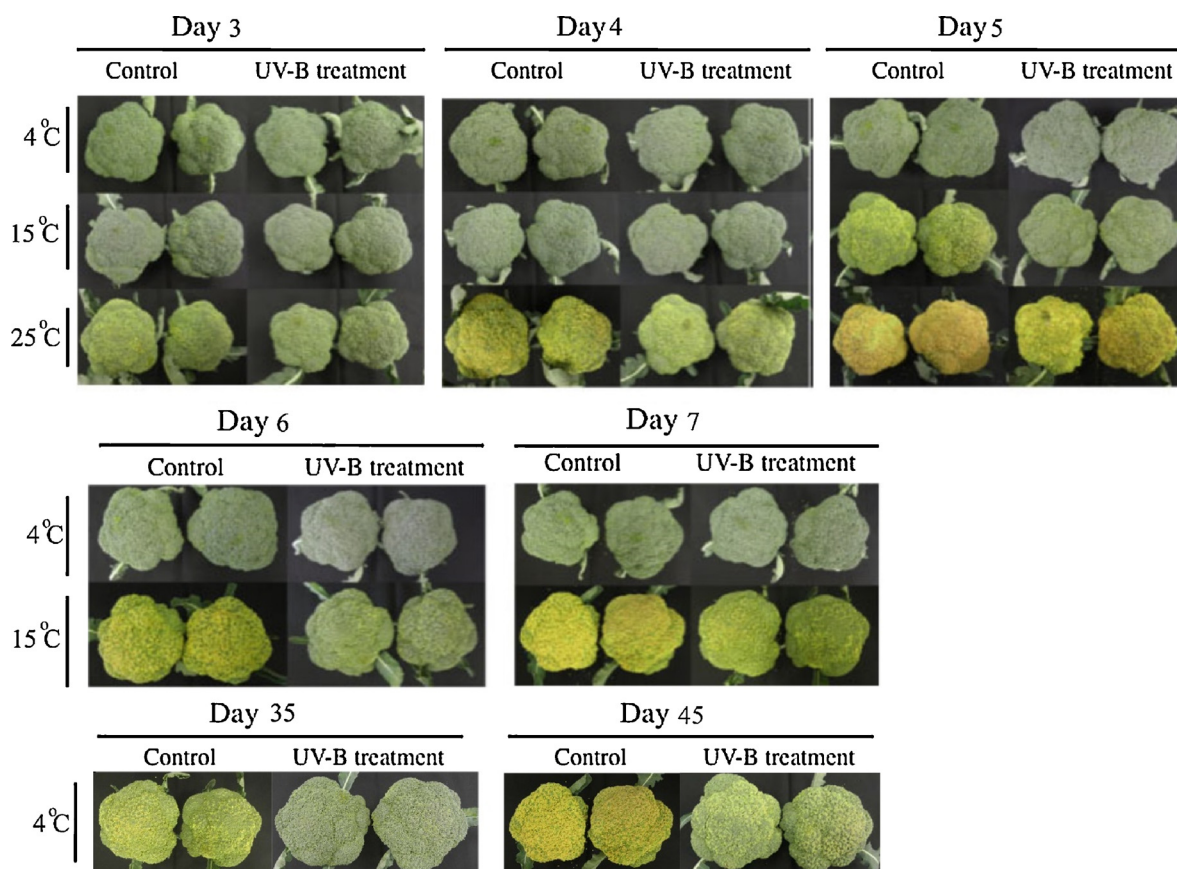 Day 3 Day 4 Day 5
Control UV-B treatment Control UV-B treatment Control UV-B treatment
4°C
15°C
25°C
Day 6 Day 7
Control UV-B treatment Control UV-B treatment
4°C
15°C
Day 35 Day 45
Control UV-B treatment Control UV-B treatment
4°C